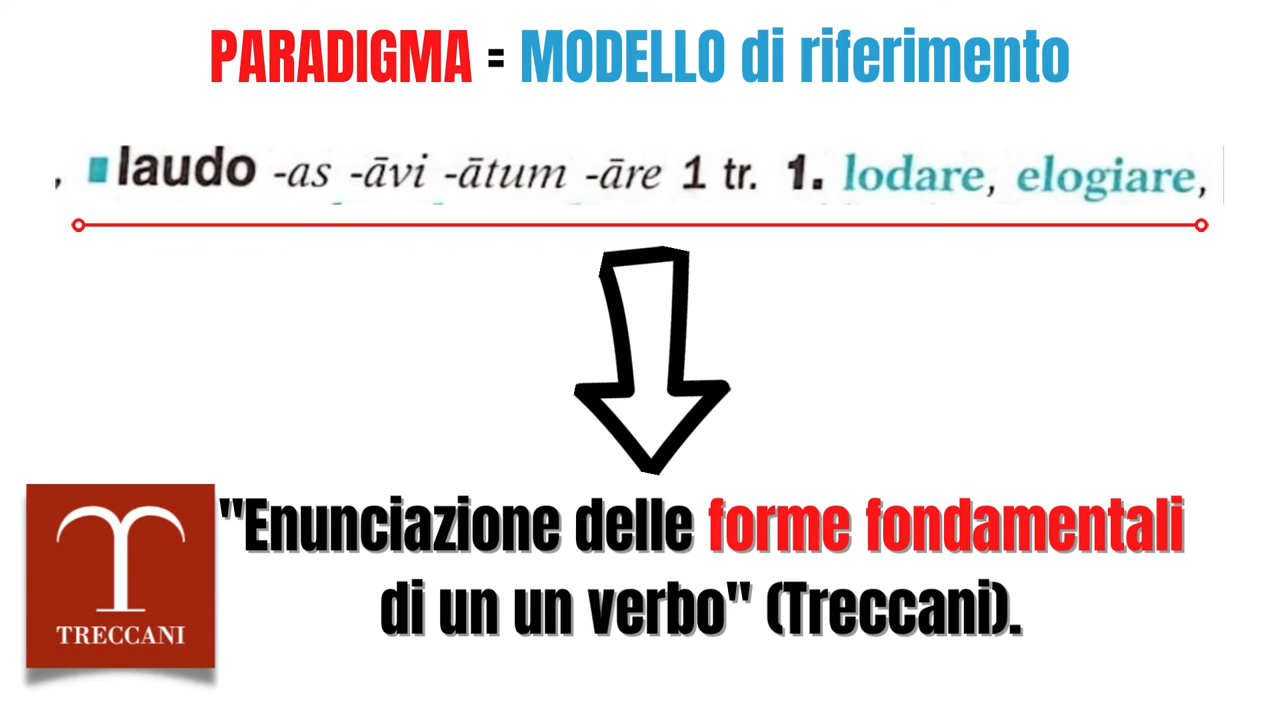 PARADIGMA = MODELLO di riferimento
, laudo -as -āvi -ātum -āre 1 tr. 1. lodare, elogiare,
"Enunciazione delle forme fondamentali
di un un verbo" (Treccani).
TRECCANI